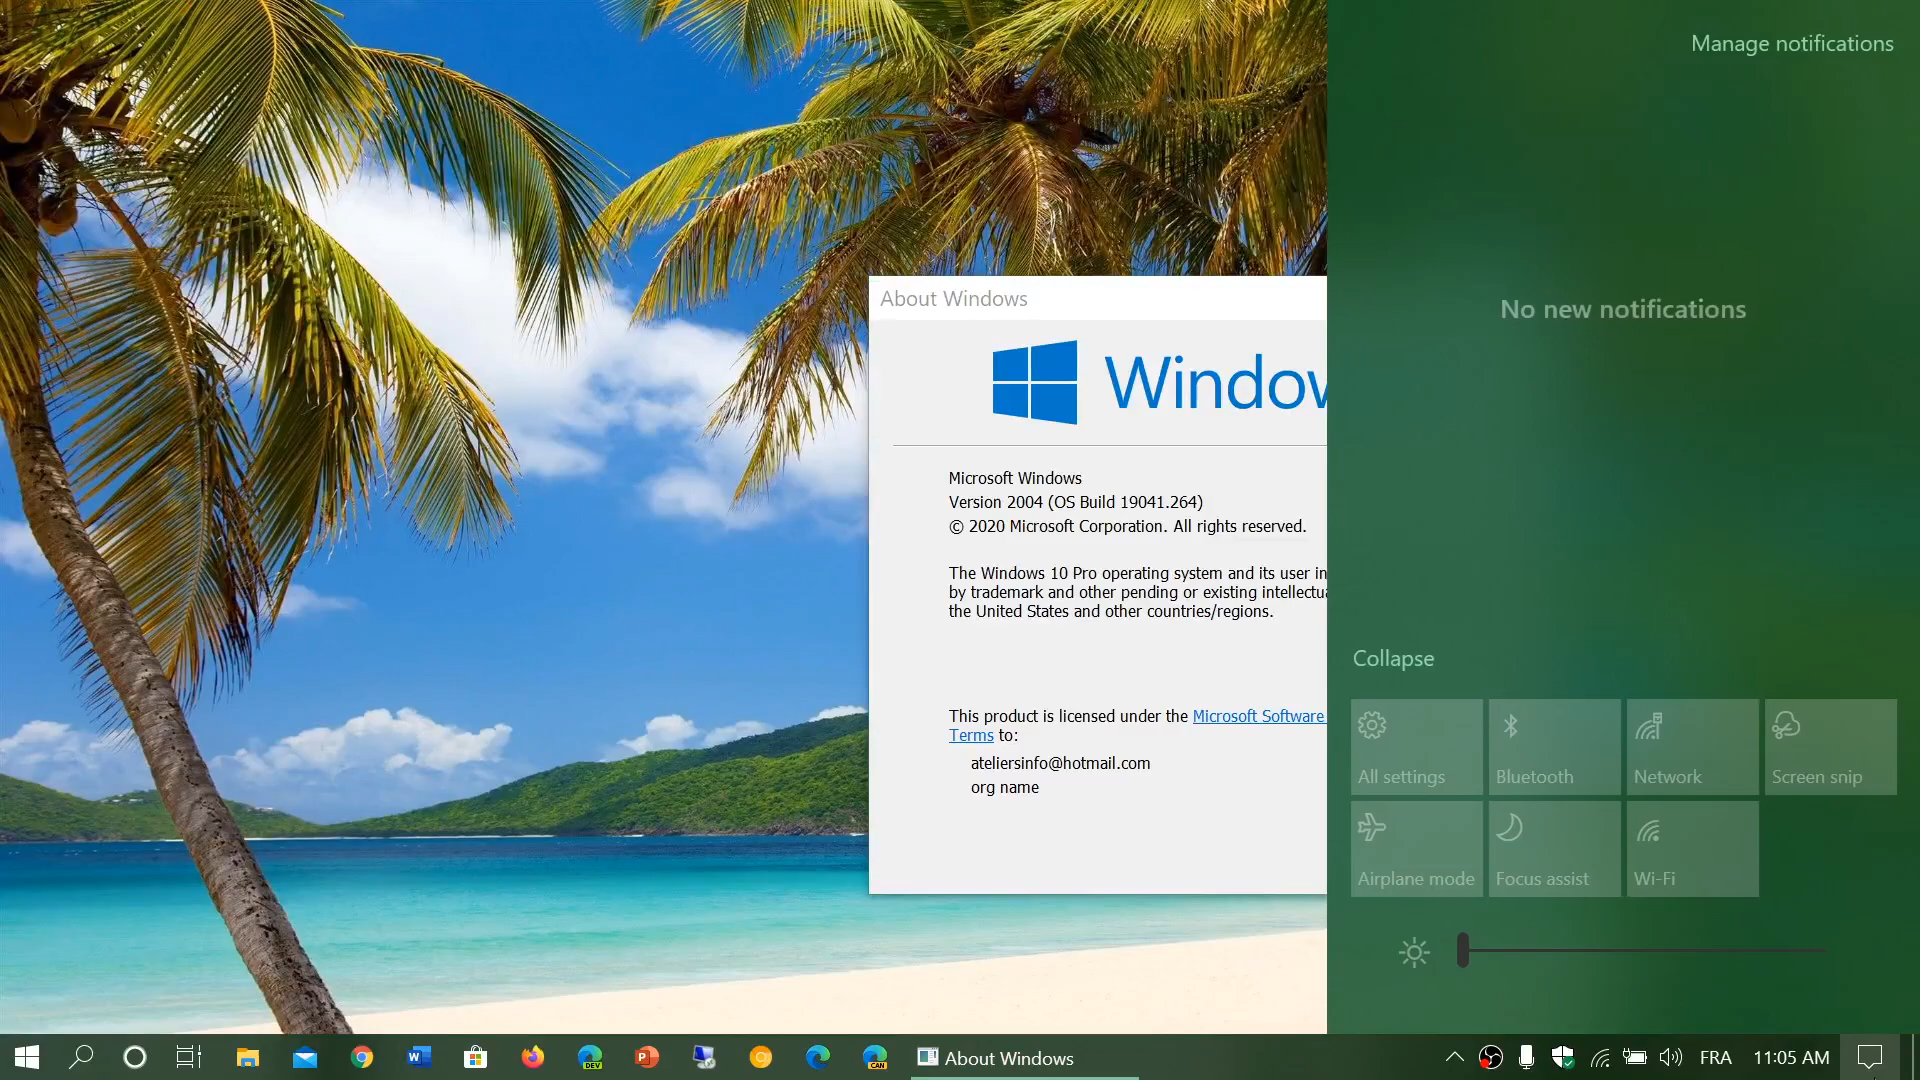 Manage notifications
No new notifications
About Windows
Window
Microsoft Windows
Version 2004 (OS Build 19041.264)
© 2020 Microsoft Corporation. All rights reserved.
The Windows 10 Pro operating system and its user in
by trademark and other pending or existing intellectua
the United States and other countries/regions.
This product is licensed under the Microsoft Software
Terms to:
ateliersinfo@hotmail.com
org name
Collapse
All settings
Bluetooth
Network
Screen snip
Airplane mode
Focus assist
Wi-Fi
W
DEV
P
CAN
About Windows
FRA
11:05 AM